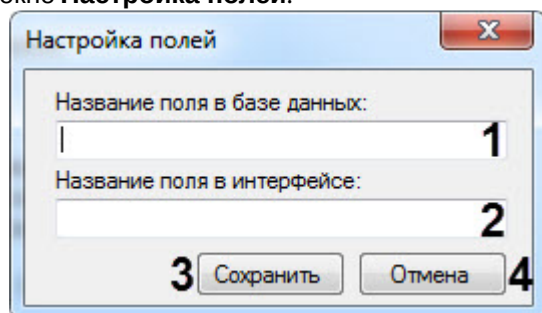 окно Настройка полей.
Настройка полей
Название поля в базе данных:
1
Название поля в интерфейсе:
2
3 Сохранить Отмена 4